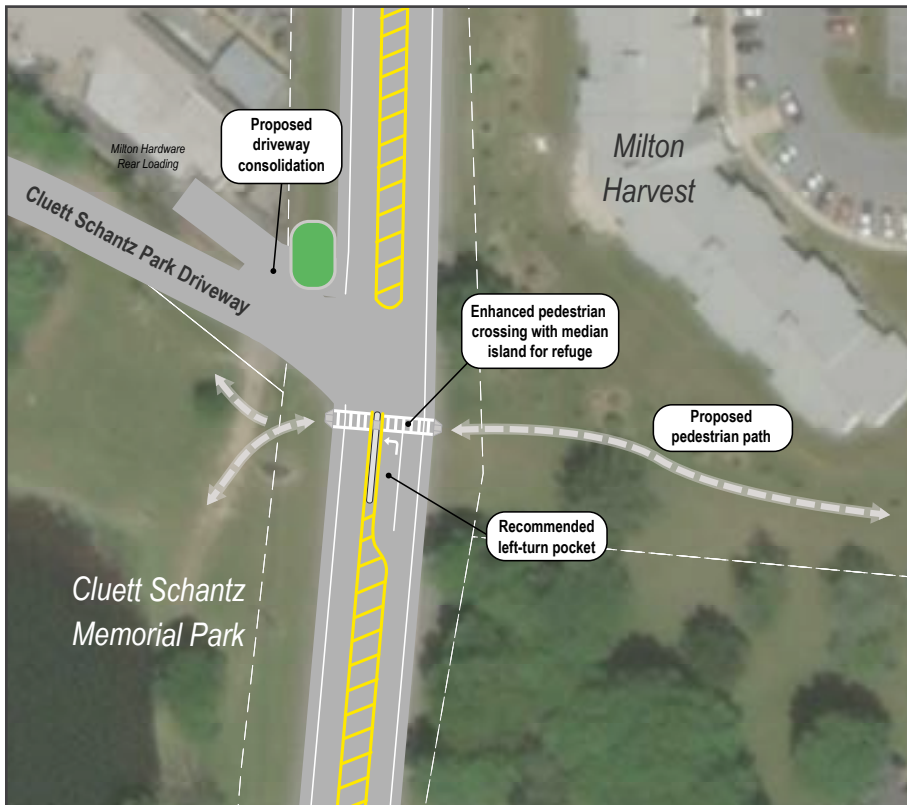 Proposed
driveway
consolidation
Milton Hardware
Rear Loading
Milton
Harvest
Cluett Schantz Park Driveway
Enhanced pedestrian
crossing with median
island for refuge
Proposed
pedestrian path
Recommended
left-turn pocket
Cluett Schantz
Memorial Park